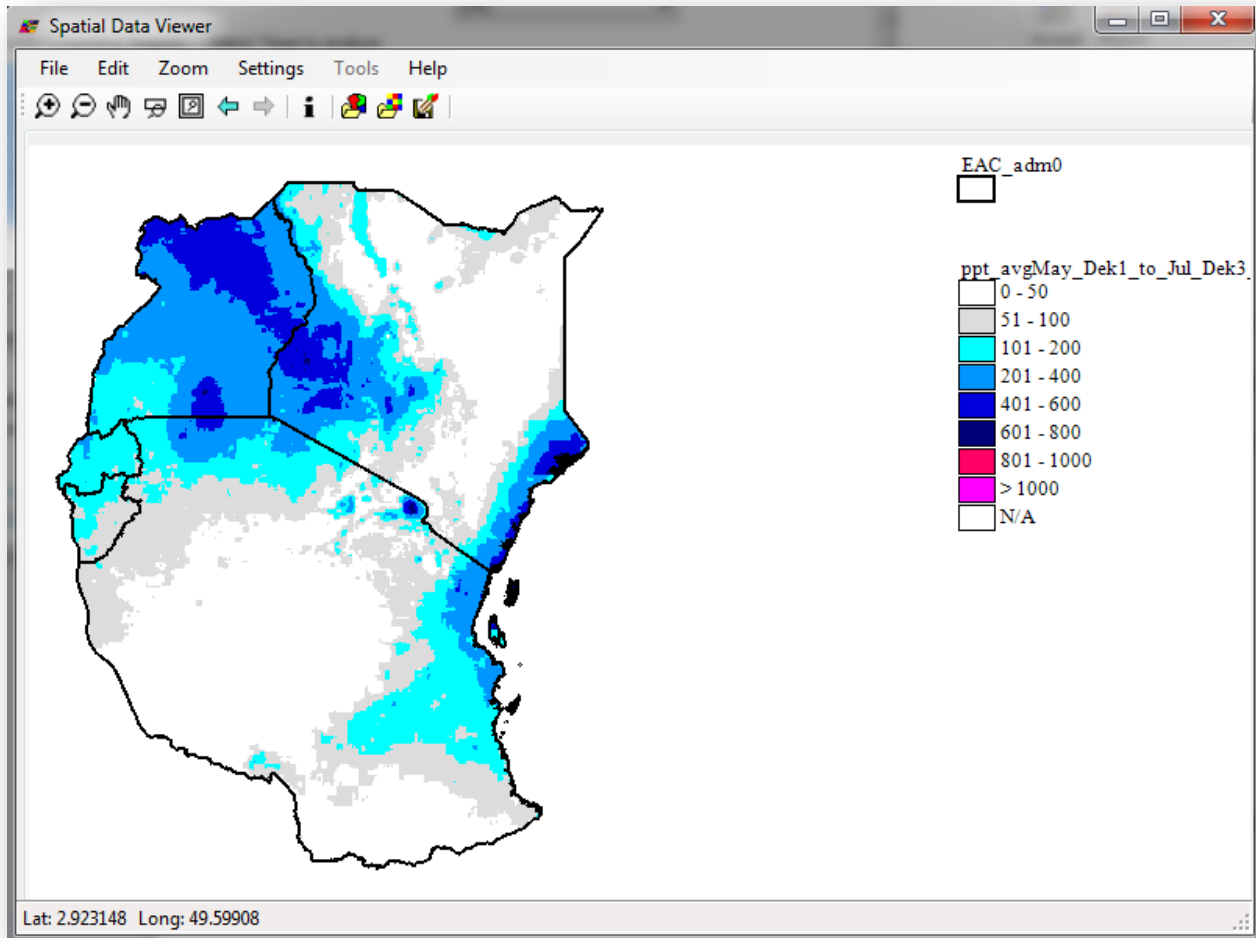 Spatial Data Viewer
File Edit Zoom Settings Tools Help
EAC_adm0
ppt_avgMay_Dek1_to_Jul_Dek3_
0 - 50
51 - 100
101 - 200
201 - 400
401 - 600
601 - 800
801 - 1000
> 1000
N/A
Lat: 2.923148 Long: 49.59908